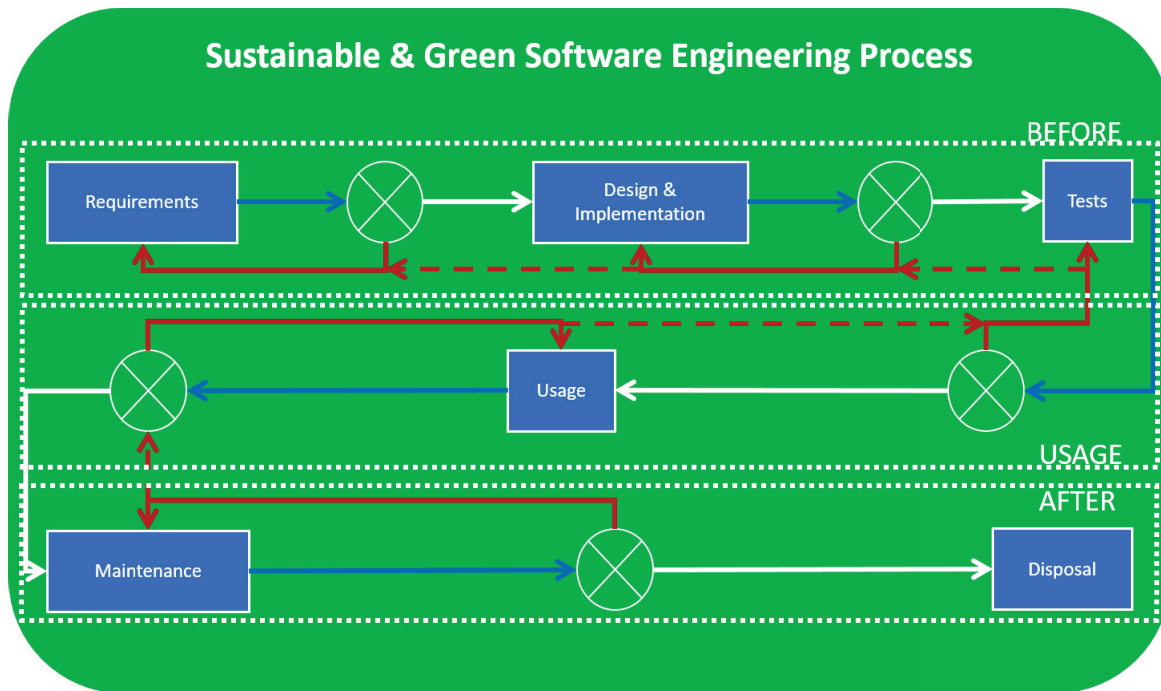 Sustainable & Green Software Engineering Process
BEFORE
Requirements
Design &
Implementation
Tests
Usage
USAGE
AFTER
Maintenance
Disposal